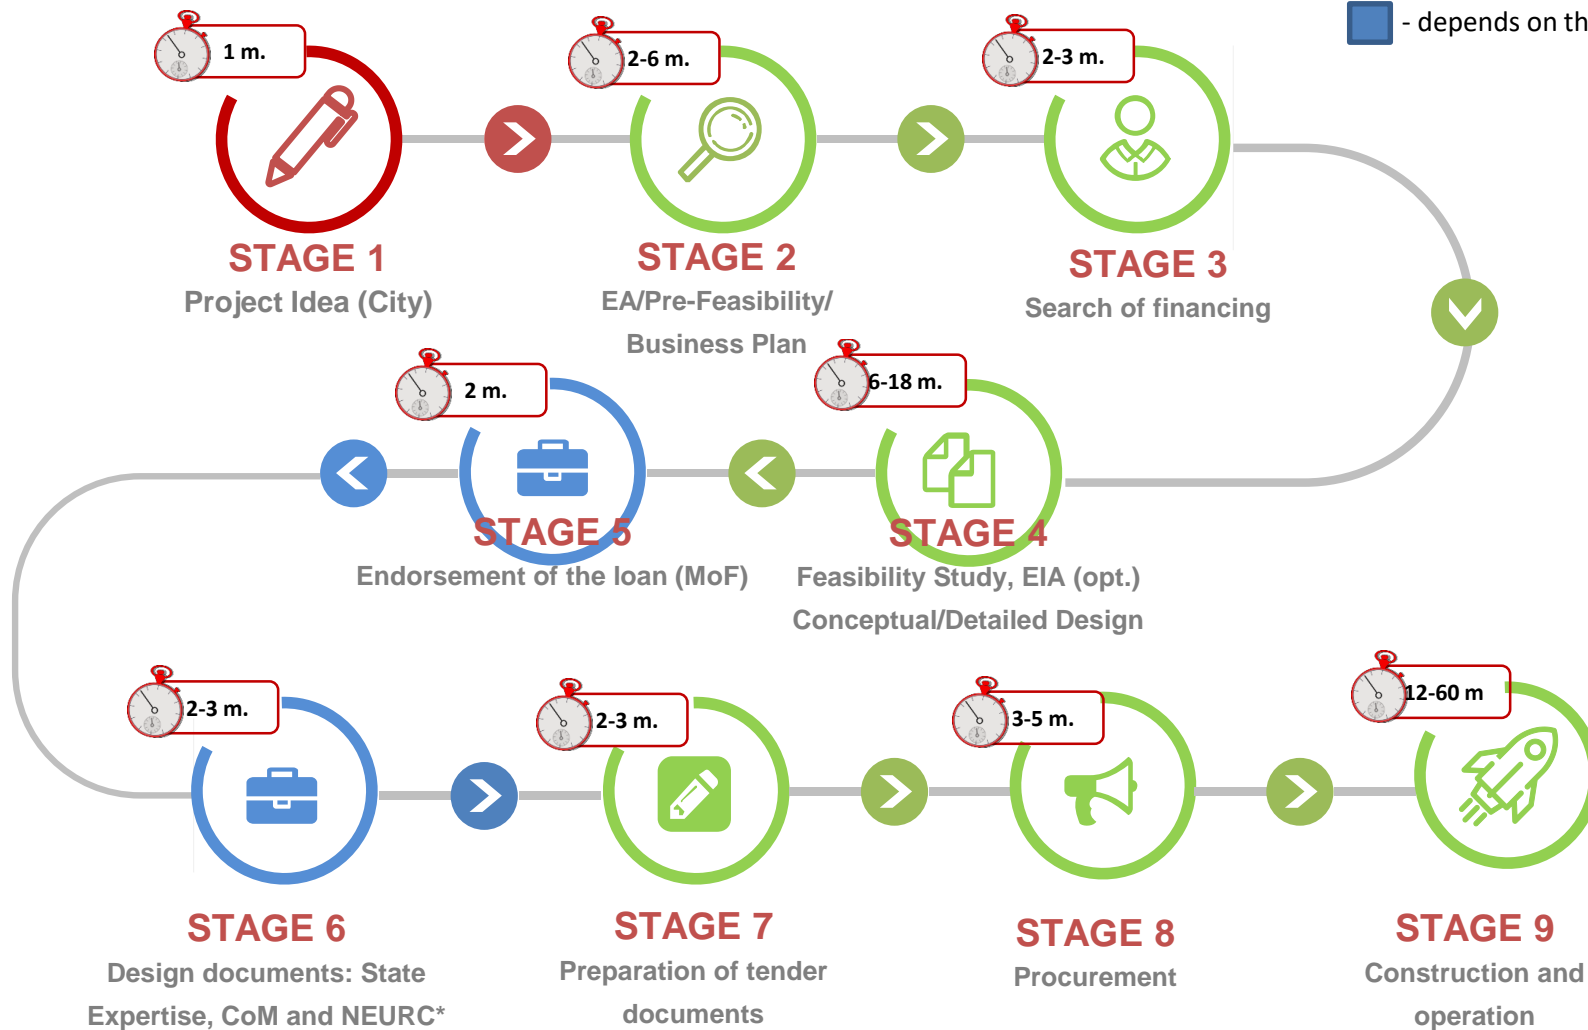 - depends on th
1 m.
2-6 m.
2-3 m.
STAGE 1
Project Idea (City)
STAGE 2
EA/Pre-Feasibility/
Business Plan
STAGE 3
Search of financing
2 m.
6-18 m.
STAGE 5
Endorsement of the loan (MoF)
STAGE 4
Feasibility Study, EIA (opt.)
Conceptual/Detailed Design
2-3 m.
2-3 m.
3-5 m.
12-60 m
STAGE 6
Design documents: State
Expertise, CoM and NEURC*
STAGE 7
Preparation of tender
documents
STAGE 8
Procurement
STAGE 9
Construction and
operation